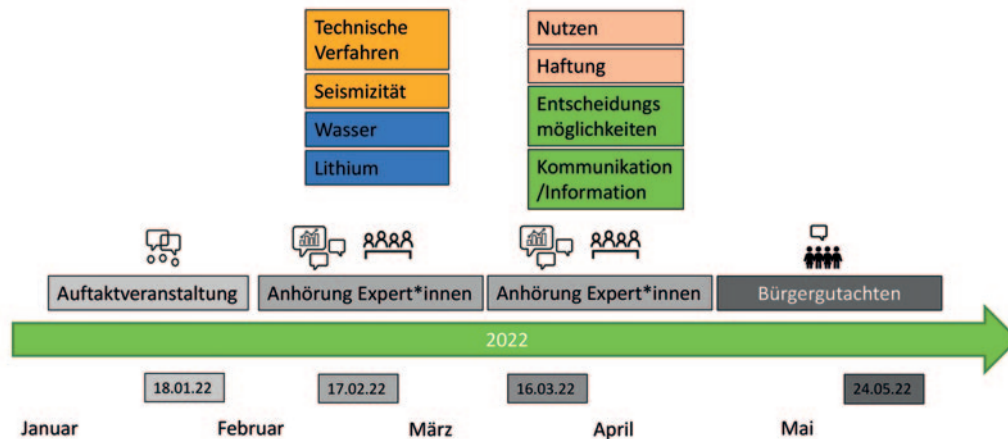 Technische
Verfahren
Seismizität
Wasser
Lithium
Nutzen
Haftung
Entscheidungs
möglichkeiten
Kommunikation
/Information
Auftaktveranstaltung
Anhörung Expert*innen
Anhörung Expert*innen
Bürgergutachten
2022
18.01.22
17.02.22
16.03.22
24.05.22
Januar
Februar
März
April
Mai